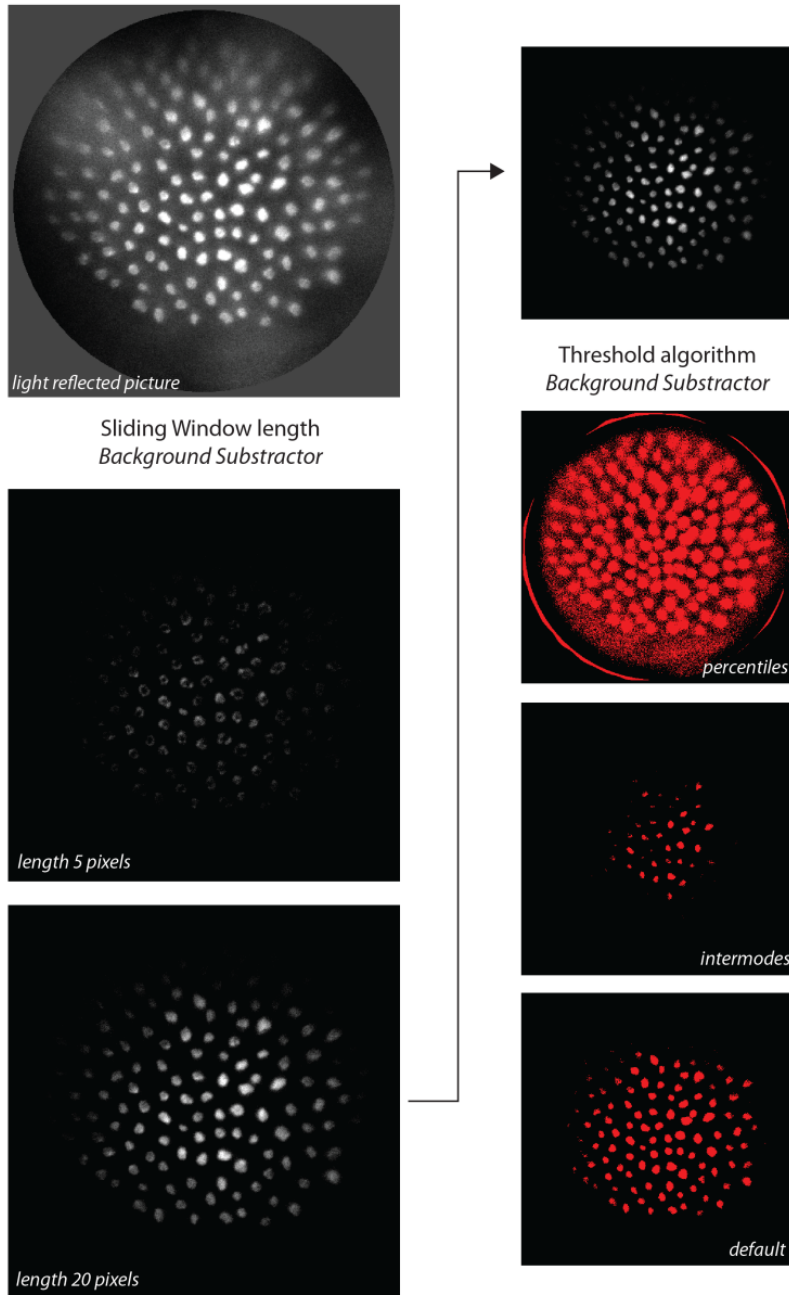 light reflected picture
Sliding Window length
Background Substractor
length 5 pixels
length 20 pixels
Threshold algorithm
Background Substractor
percentiles
intermodes
default